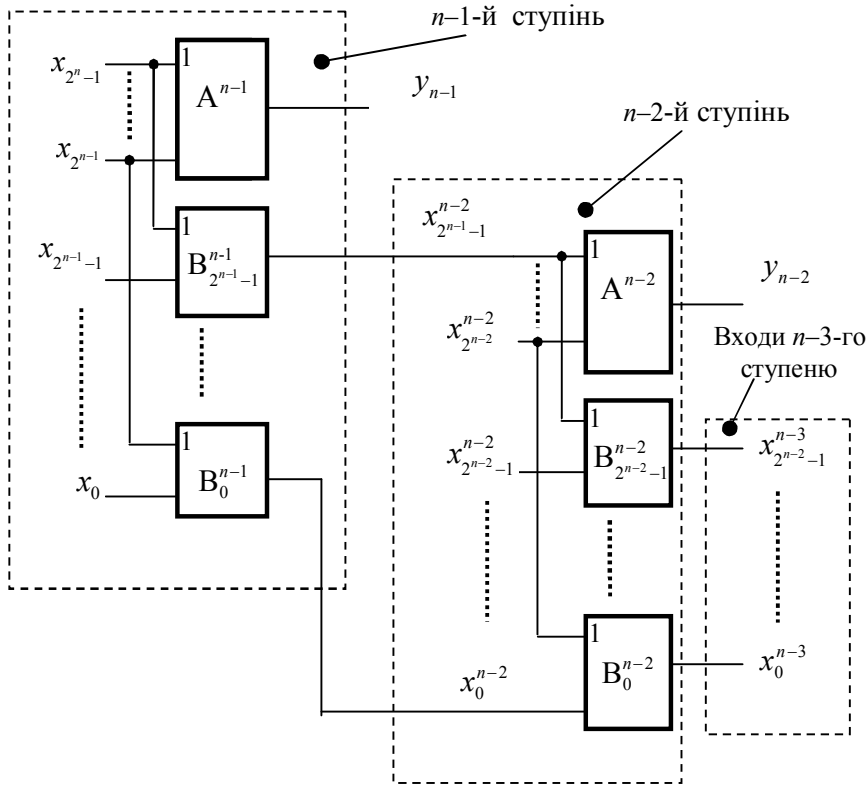 n–1-й ступінь
x_{2^n–1}
1
A^{n–1}
y_{n–1}
x_{2^{n–1}}
n–2-й ступінь
1
x_{2^{n–1}–1}
B^{n-1}_{2^{n-1}–1}
x^{n–2}_{2^{n–1}–1}
1
A^{n–2}
y_{n–2}
x^{n–2}_{2^{n–2}}
Входи n–3-го
ступеню
1
x_0
B^{n–1}_0
x^{n–2}_{2^{n–2}–1}
1
B^{n–2}_{2^{n–2}–1}
x^{n–3}_{2^{n–2}–1}
1
x^{n–2}_0
B^{n–2}_0
x^{n–3}_0